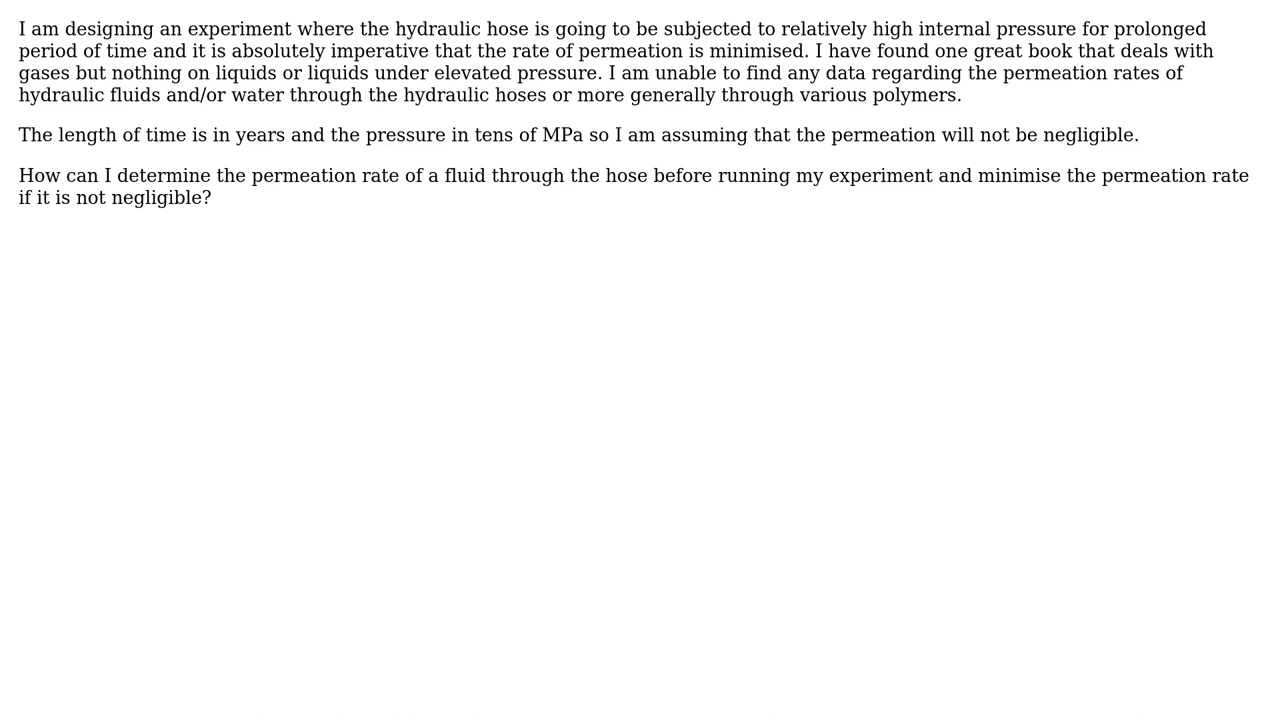 I am designing an experiment where the hydraulic hose is going to be subjected to relatively high internal pressure for prolonged
period of time and it is absolutely imperative that the rate of permeation is minimised. I have found one great book that deals with
gases but nothing on liquids or liquids under elevated pressure. I am unable to find any data regarding the permeation rates of
hydraulic fluids and/or water through the hydraulic hoses or more generally through various polymers.
The length of time is in years and the pressure in tens of MPa so I am assuming that the permeation will not be negligible.
How can I determine the permeation rate of a fluid through the hose before running my experiment and minimise the permeation rate
if it is not negligible?